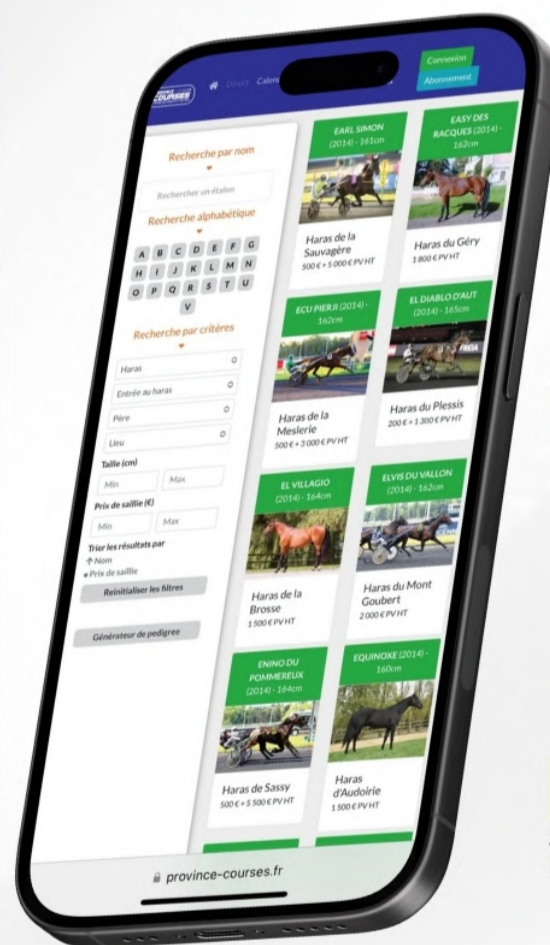 COURSES
Direct
Connexion
Abonnement
Recherche par nom
Rechercher un étalon
Recherche alphabétique
A B C D E F G
H I J K L M N
O P Q R S T U
V
Recherche par critères
Haras
Entrée au haras
Père
Lieu
Taille (cm)
Min Max
Prix de saillie (€)
Min Max
Trier les résultats par
↑ Nom
Prix de saillie
Reinitialiser les filtres
Générateur de pedigree
EARL SIMON
(2014) - 161cm
Haras de la
Sauvagère
500 € + 5 000 € PV HT
EASY DES
RACQUES (2014) -
162cm
Haras du Géry
1 800 € PV HT
ECU PIERJI (2014) -
162cm
Haras de la
Meslerie
500 € + 3 000 € PV HT
EL DIABLO D'AUT
(2014) - 165cm
Haras du Plessis
200 € + 1 300 € PV HT
EL VILLAGIO
(2014) - 164cm
Haras de la
Brosse
1 500 € PV HT
ELVIS DU VALLON
(2014) - 162cm
Haras du Mont
Goubert
2 000 € PV HT
ENINO DU
POMMEREUX
(2014) - 164cm
Haras de Sassy
500 € + 5 500 € PV HT
EQUINOXE (2014) -
160cm
Haras
d'Audoirie
1 500 € PV HT
province-courses.fr